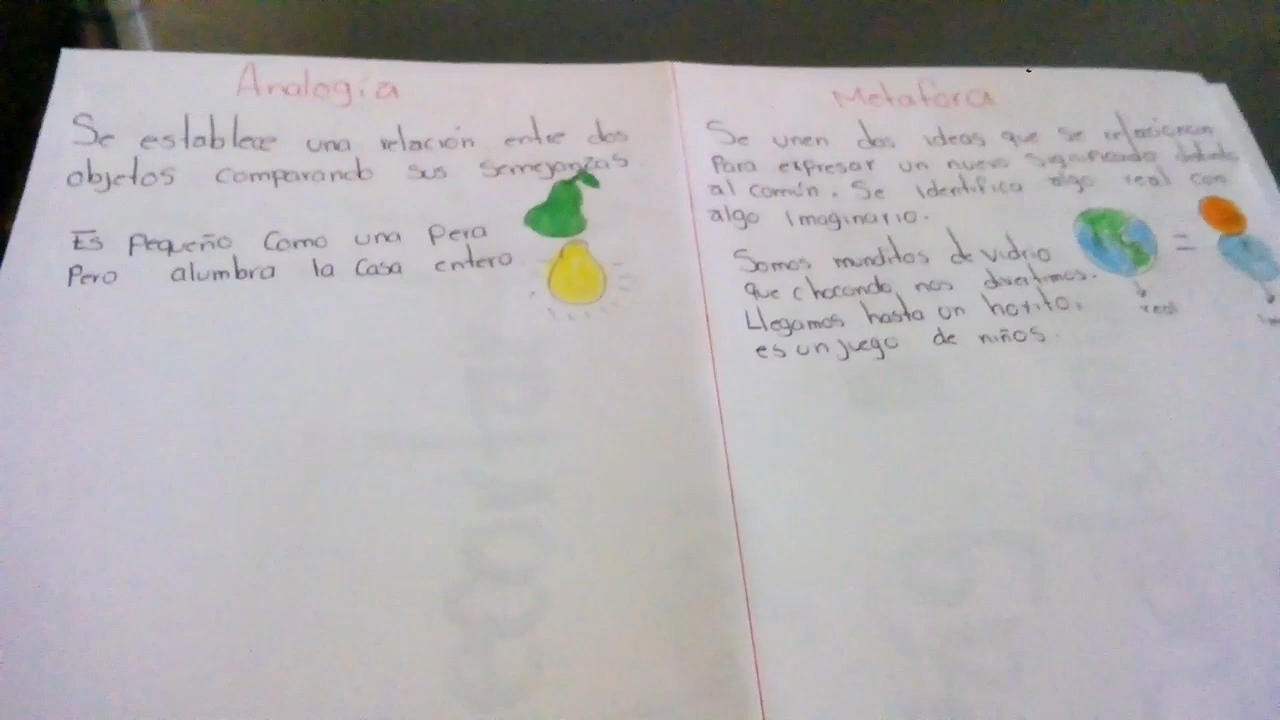 Analogía
Se establece una relación entre dos
objetos comparando sus semejanzas.
Es pequeño como una pera
pero alumbra la casa entero
Metafora
Se unen dos ideas que se relacionan
para expresar un nuevo significado
al común. Se identifica algo real con
algo imaginario.
Somos munditos de vidrio
que chocando nos divertimos.
Llegamos hasta un hoyito,
es un juego de niños.
=
real